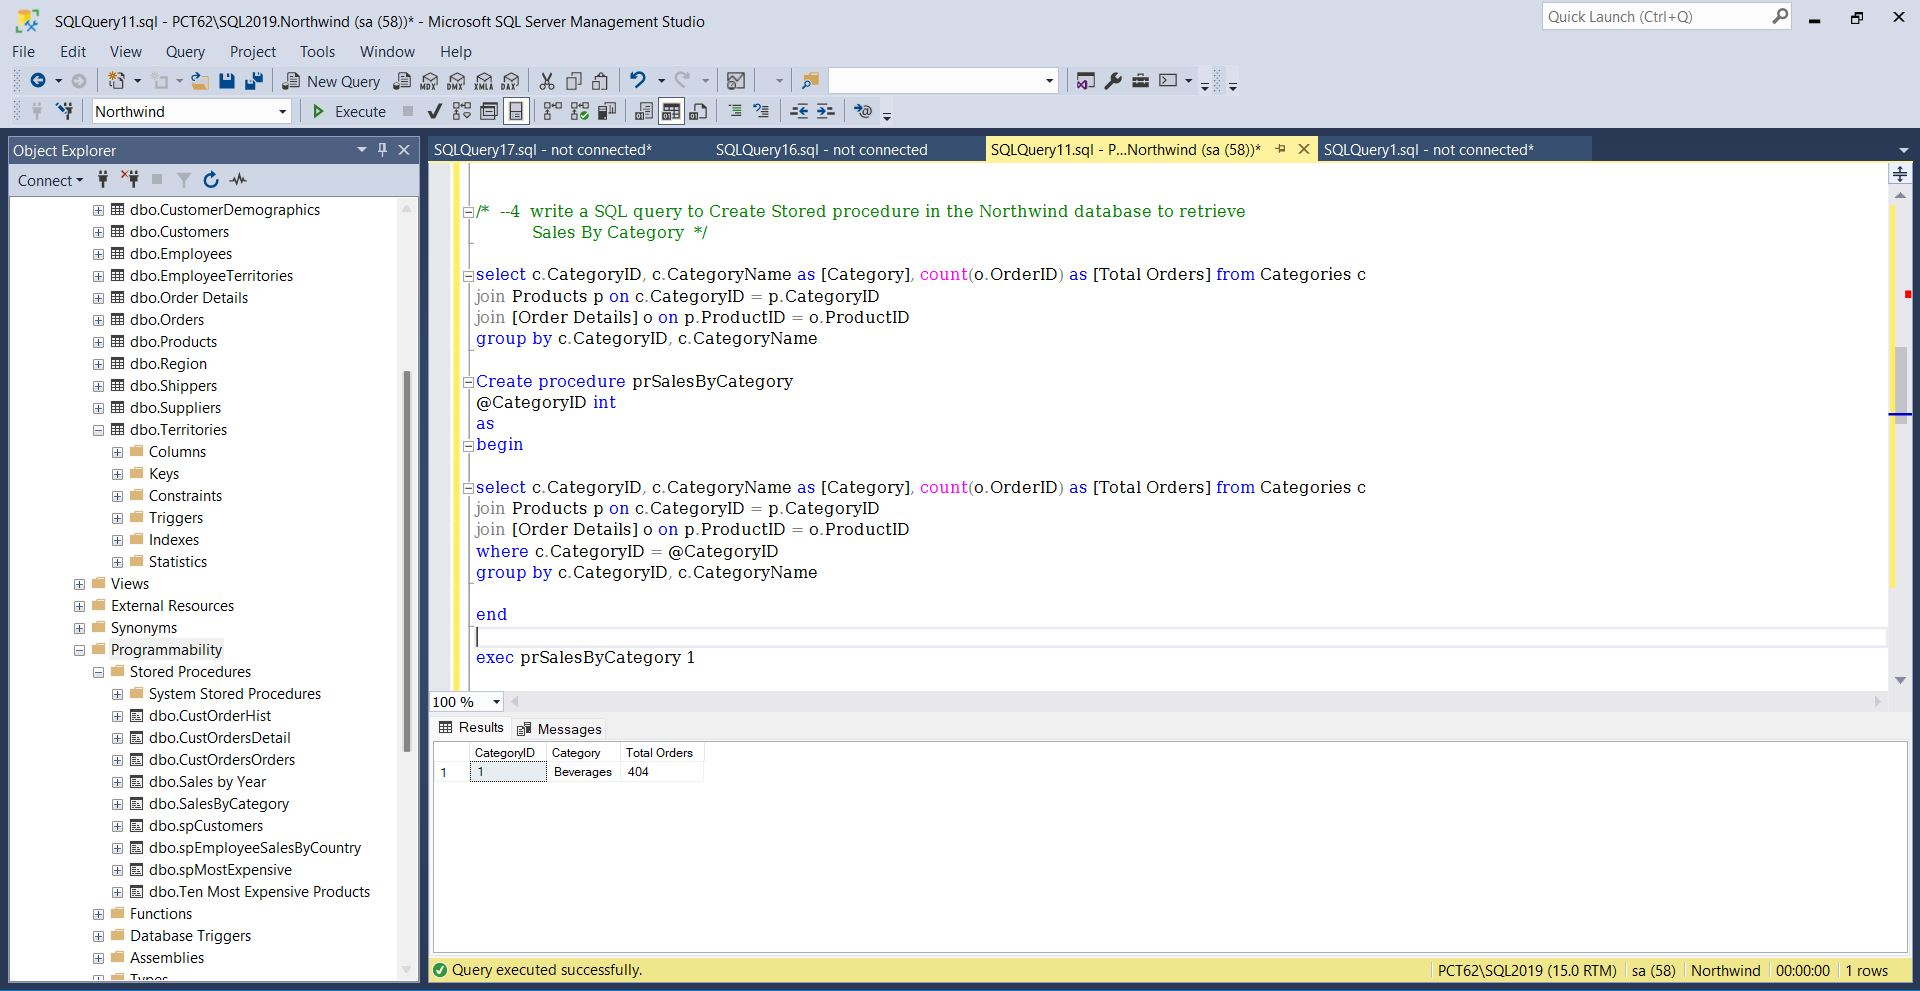 SQLQuery11.sql - PCT62\SQL2019.Northwind (sa (58))* - Microsoft SQL Server Management Studio
Quick Launch (Ctrl+Q)
File Edit View Query Project Tools Window Help
New Query MDX DMX XMLA DAX
Northwind Execute
Object Explorer
Connect
dbo.CustomerDemographics
dbo.Customers
dbo.Employees
dbo.EmployeeTerritories
dbo.Order Details
dbo.Orders
dbo.Products
dbo.Region
dbo.Shippers
dbo.Suppliers
dbo.Territories
Columns
Keys
Constraints
Triggers
Indexes
Statistics
Views
External Resources
Synonyms
Programmability
Stored Procedures
System Stored Procedures
dbo.CustOrderHist
dbo.CustOrdersDetail
dbo.CustOrdersOrders
dbo.Sales by Year
dbo.SalesByCategory
dbo.spCustomers
dbo.spEmployeeSalesByCountry
dbo.spMostExpensive
dbo.Ten Most Expensive Products
Functions
Database Triggers
Assemblies
Types
SQLQuery17.sql - not connected* SQLQuery16.sql - not connected SQLQuery11.sql - P...Northwind (sa (58))* SQLQuery1.sql - not connected*
/*  --4  write a SQL query to Create Stored procedure in the Northwind database to retrieve
Sales By Category  */
select c.CategoryID, c.CategoryName as [Category], count(o.OrderID) as [Total Orders] from Categories c
join Products p on c.CategoryID = p.CategoryID
join [Order Details] o on p.ProductID = o.ProductID
group by c.CategoryID, c.CategoryName
Create procedure prSalesByCategory
@CategoryID int
as
begin
select c.CategoryID, c.CategoryName as [Category], count(o.OrderID) as [Total Orders] from Categories c
join Products p on c.CategoryID = p.CategoryID
join [Order Details] o on p.ProductID = o.ProductID
where c.CategoryID = @CategoryID
group by c.CategoryID, c.CategoryName
end
exec prSalesByCategory 1
100 %
Results Messages
CategoryID Category Total Orders
1 1 Beverages 404
Query executed successfully. PCT62\SQL2019 (15.0 RTM) sa (58) Northwind 00:00:00 1 rows